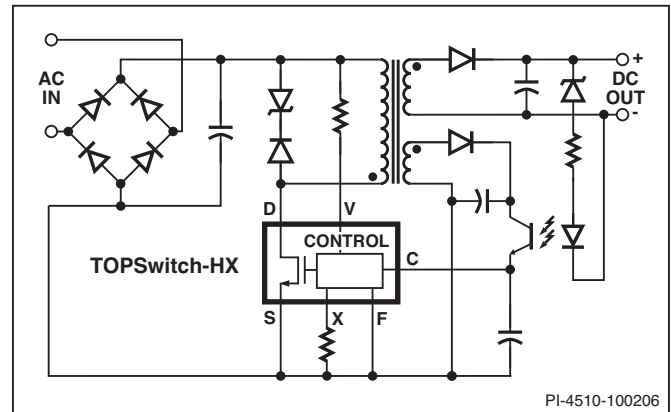 AC
IN
+
DC
OUT
-
D
V
CONTROL
TOPSwitch-HX
C
S
X
F
PI-4510-100206